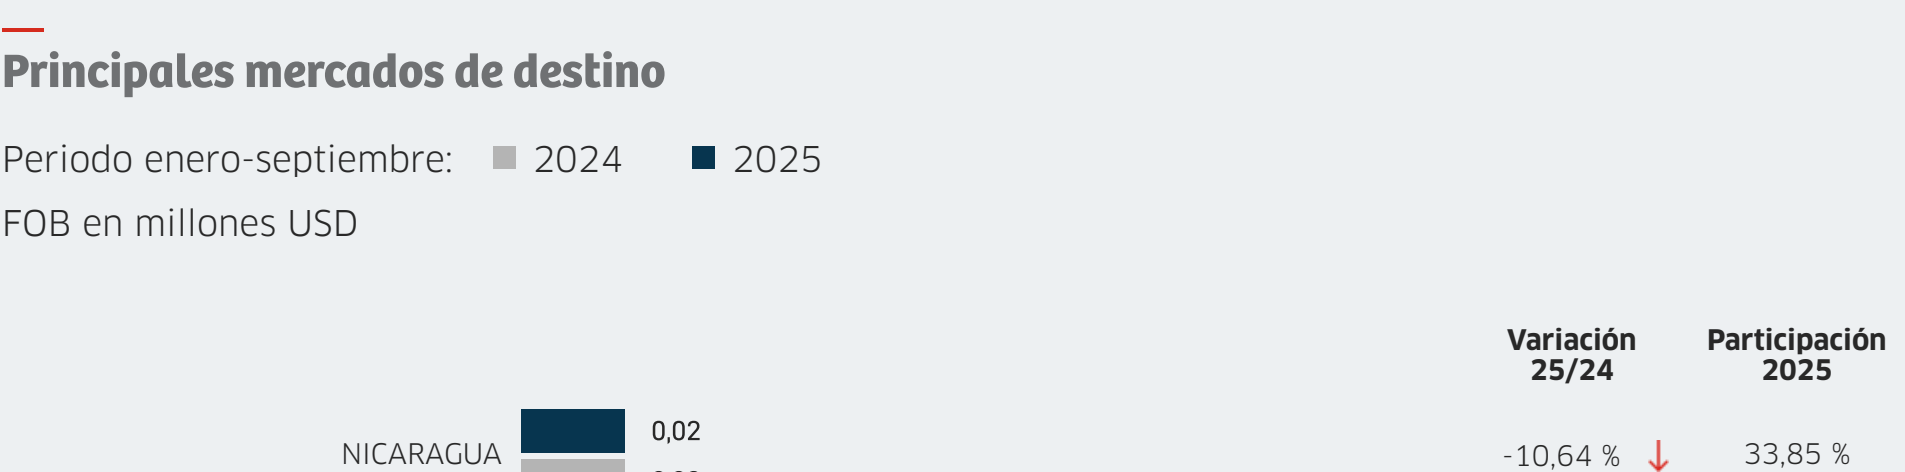 Principales mercados de destino
Periodo enero-septiembre: 2024 2025
FOB en millones USD
Variación 25/24
Participación 2025
0,02
NICARAGUA -10,64 % 33,85 %